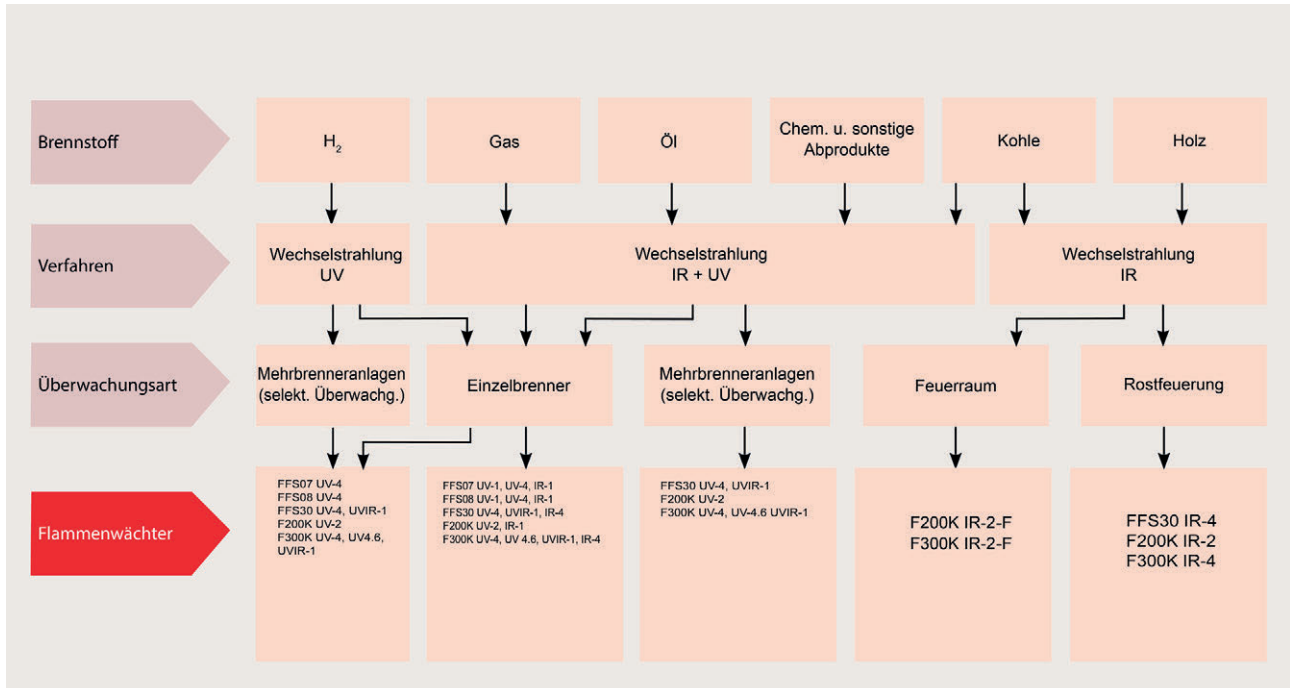 Brennstoff
H₂
Gas
Öl
Chem. u. sonstige
Abprodukte
Kohle
Holz
Verfahren
Wechselstrahlung
UV
Wechselstrahlung
IR + UV
Wechselstrahlung
IR
Überwachungsart
Mehrbrenneranlagen
(selekt. Überwachg.)
Einzelbrenner
Mehrbrenneranlagen
(selekt. Überwachg.)
Feuerraum
Rostfeuerung
Flammenwächter
FFS07 UV-4
FFS08 UV-4
FFS30 UV-4, UVIR-1
F200K UV-2
F300K UV-4, UV4.6,
UVIR-1
FFS07 UV-1, UV-4, IR-1
FFS08 UV-1, UV-4, IR-1
FFS30 UV-4, UVIR-1, IR-4
F200K UV-2, IR-1
F300K UV-4, UV 4.6, UVIR-1, IR-4
FFS30 UV-4, UVIR-1
F200K UV-2
F300K UV-4, UV-4.6 UVIR-1
F200K IR-2-F
F300K IR-2-F
FFS30 IR-4
F200K IR-2
F300K IR-4